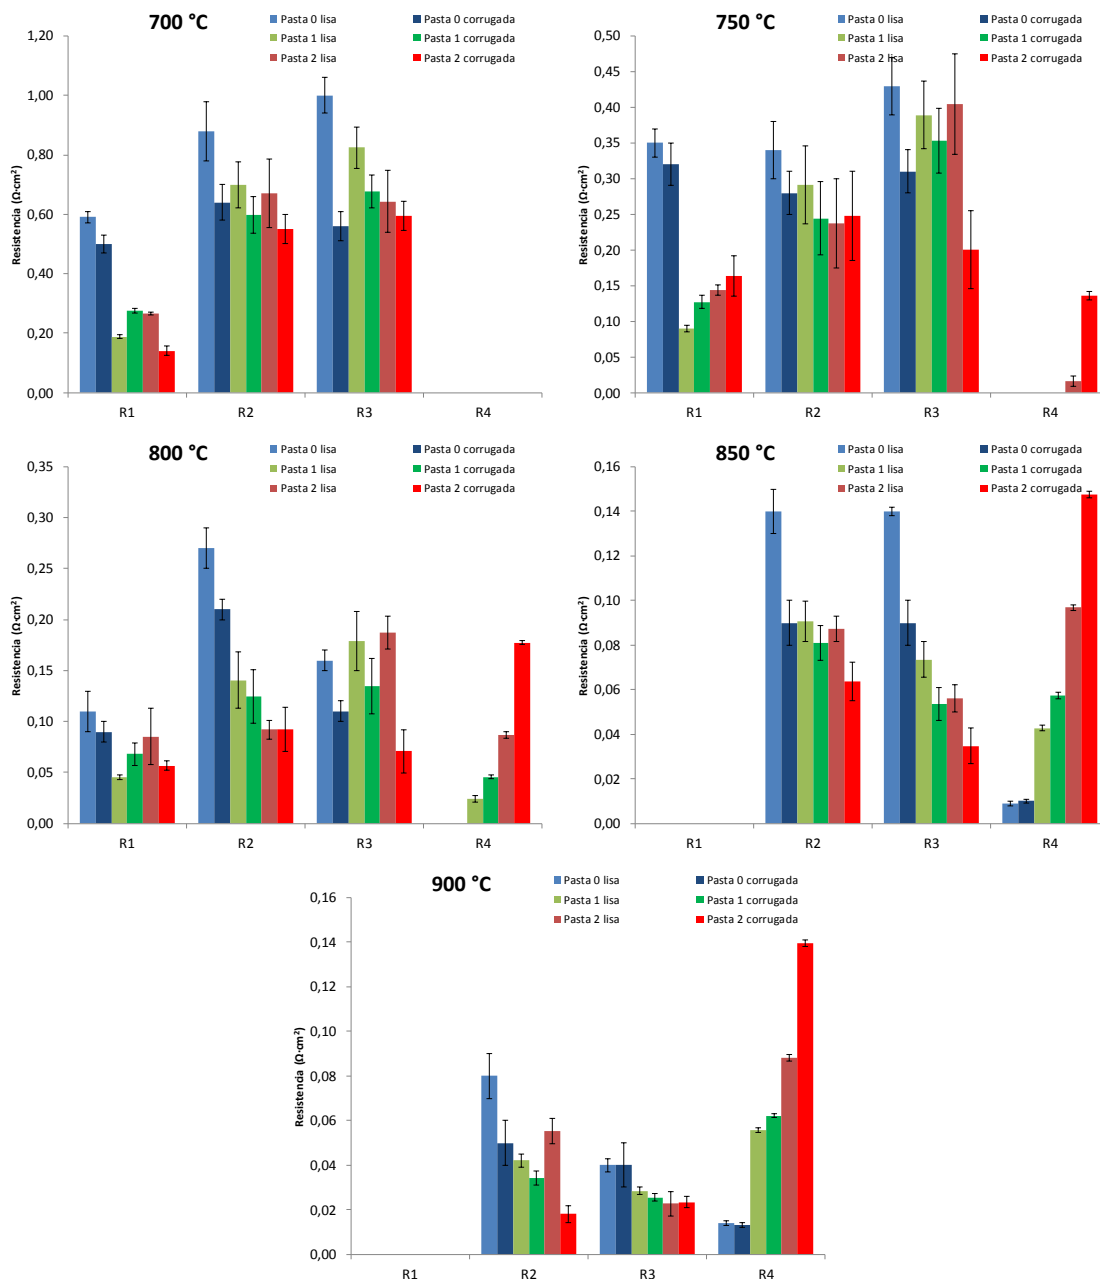 700 °C
Pasta 0 lisa Pasta 0 corrugada
Pasta 1 lisa Pasta 1 corrugada
Pasta 2 lisa Pasta 2 corrugada
Resistencia (Ω·cm²)
1,20
1,00
0,80
0,60
0,40
0,20
0,00
R1 R2 R3 R4
750 °C
Pasta 0 lisa Pasta 0 corrugada
Pasta 1 lisa Pasta 1 corrugada
Pasta 2 lisa Pasta 2 corrugada
Resistencia (Ω·cm²)
0,50
0,45
0,40
0,35
0,30
0,25
0,20
0,15
0,10
0,05
0,00
R1 R2 R3 R4
800 °C
Pasta 0 lisa Pasta 0 corrugada
Pasta 1 lisa Pasta 1 corrugada
Pasta 2 lisa Pasta 2 corrugada
Resistencia (Ω·cm²)
0,35
0,30
0,25
0,20
0,15
0,10
0,05
0,00
R1 R2 R3 R4
850 °C
Pasta 0 lisa Pasta 0 corrugada
Pasta 1 lisa Pasta 1 corrugada
Pasta 2 lisa Pasta 2 corrugada
Resistencia (Ω·cm²)
0,16
0,14
0,12
0,10
0,08
0,06
0,04
0,02
0,00
R1 R2 R3 R4
900 °C
Pasta 0 lisa Pasta 0 corrugada
Pasta 1 lisa Pasta 1 corrugada
Pasta 2 lisa Pasta 2 corrugada
Resistencia (Ω·cm²)
0,16
0,14
0,12
0,10
0,08
0,06
0,04
0,02
0,00
R1 R2 R3 R4